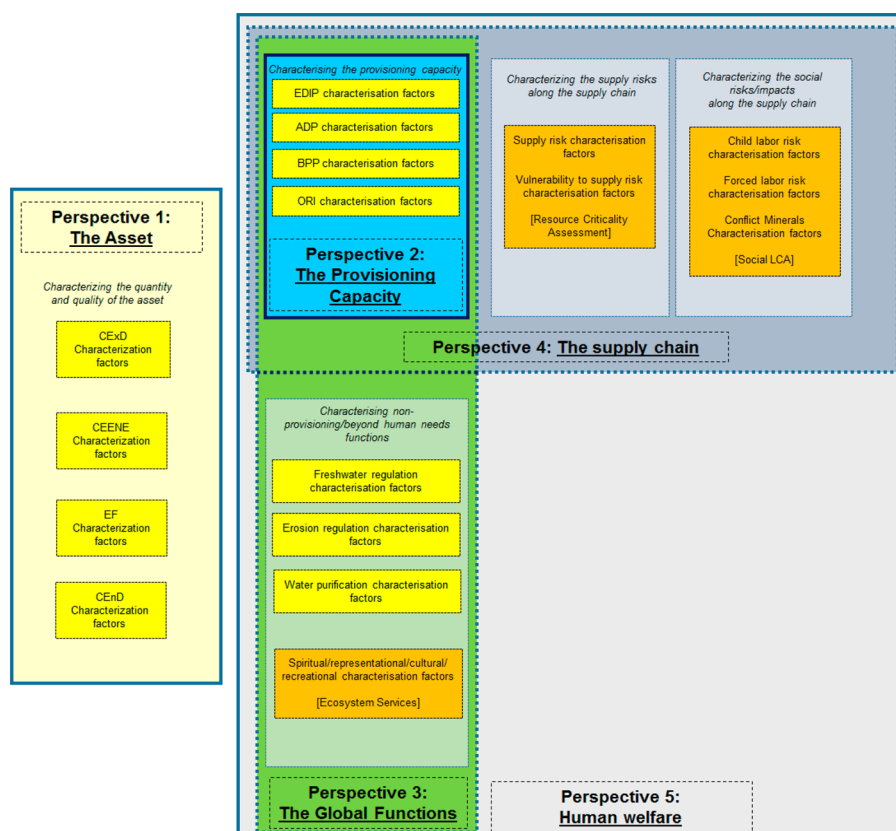 Perspective 1:
The Asset
Characterizing the quantity
and quality of the asset
CExD
Characterization
factors
CEENE
Characterization
factors
EF
Characterization
factors
CEnD
Characterization
factors
Characterising the provisioning capacity
EDIP characterisation factors
ADP characterisation factors
BPP characterisation factors
ORI characterisation factors
Perspective 2:
The Provisioning
Capacity
Characterizing the supply risks
along the supply chain
Supply risk characterisation
factors
Vulnerability to supply risk
characterisation factors
[Resource Criticality
Assessment]
Characterizing the social
risks/impacts
along the supply chain
Child labor risk
characterisation factors
Forced labor risk
characterisation factors
Conflict Minerals
Characterisation factors
[Social LCA]
Perspective 4: The supply chain
Characterising non-
provisioning/beyond human needs
functions
Freshwater regulation
characterisation factors
Erosion regulation characterisation
factors
Water purification characterisation
factors
Spiritual/representational/cultural/
recreational characterisation factors
[Ecosystem Services]
Perspective 3:
The Global Functions
Perspective 5:
Human welfare